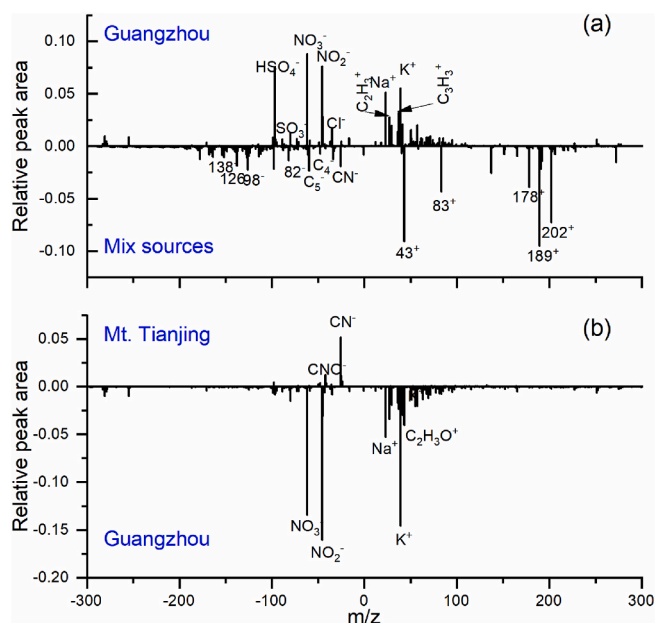 (a)
Guangzhou
NO₃⁻
NO₂⁻
HSO₄⁻
SO₃⁻
Cl⁻
C₂H₃⁺
Na⁺
K⁺
C₃H₃⁺
0.10
0.05
0.00
-0.05
-0.10
Relative peak area
138⁻
126⁻
98⁻
82⁻
C₅⁻
C₄⁻
CN⁻
43⁺
83⁺
178⁺
189⁺
202⁺
Mix sources
(b)
Mt. Tianjing
CN⁻
CNC⁻
0.05
0.00
-0.05
-0.10
-0.15
-0.20
Relative peak area
Na⁺
C₂H₃O⁺
NO₃⁻
NO₂⁻
K⁺
Guangzhou
-300 -200 -100 0 100 200 300
m/z